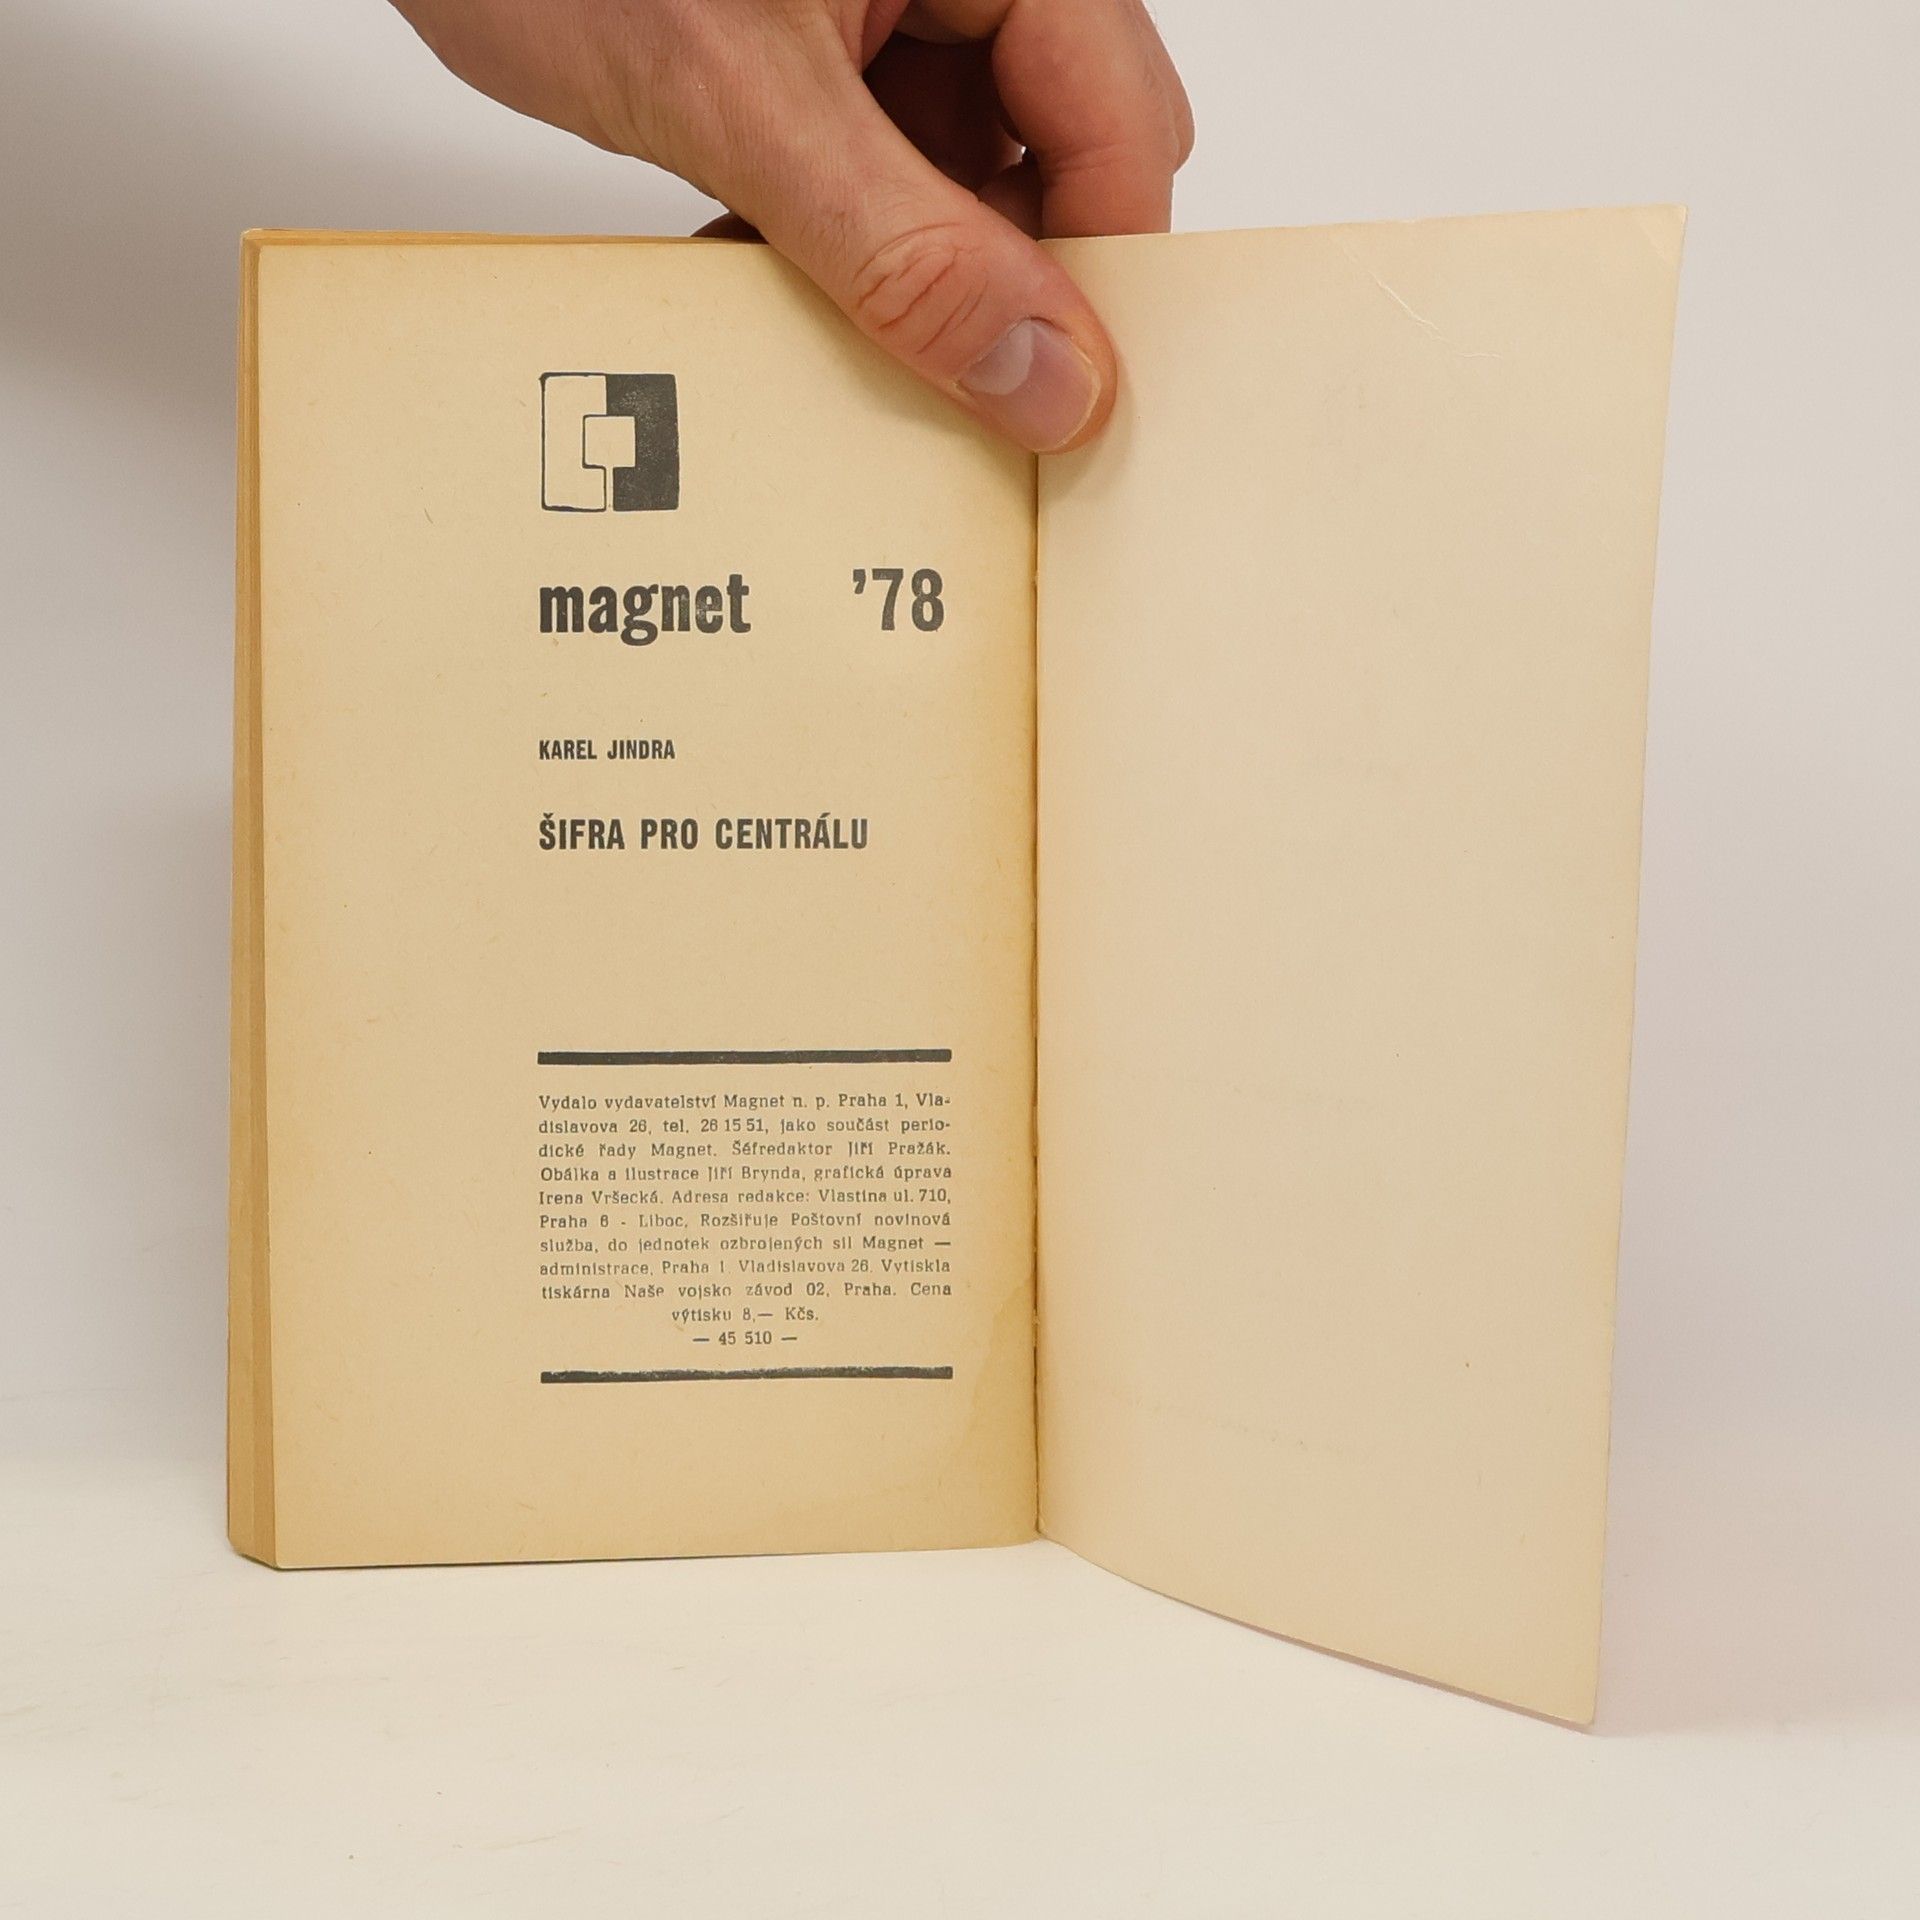 magnet ’78
KAREL JINDRA
ŠIFRA PRO CENTRÁLU
Vydalo vydavatelství Magnet n. p. Praha 1, Vla-
dislavova 26, tel. 26 15 51, jako součást perio-
dické řady Magnet. Šéfredaktor Jiří Pražák.
Obálka a ilustrace Jiří Brynda, grafická úprava
Irena Vršecká. Adresa redakce: Vlastina ul. 710,
Praha 6 - Liboc. Rozšiřuje Poštovní novinová
služba, do jednotek ozbrojených sil Magnet —
administrace, Praha 1, Vladislavova 26. Vytiskla
tiskárna Naše vojsko závod 02, Praha. Cena
výtisku 8,— Kčs.
— 45 510 —